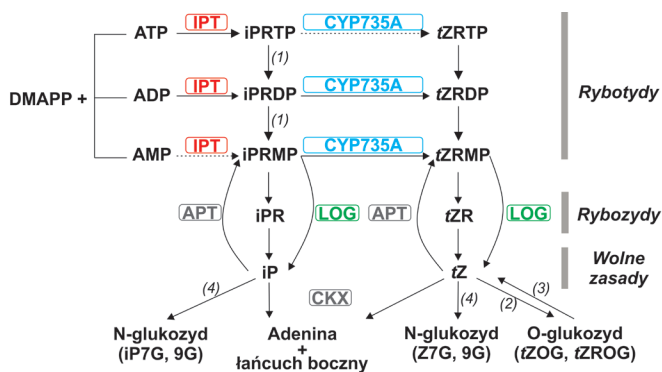 ATP IPT iPRTP CYP735A tZRTP
(1)
DMAPP + ADP IPT iPRDP CYP735A tZRDP Rybotydy
(1)
AMP IPT iPRMP CYP735A tZRMP
APT iPR LOG APT tZR LOG Rybozydy
iP tZ Wolne
zasady
(4) CKX (4) (2) (3)
N-glukozyd Adenina N-glukozyd O-glukozyd
(iP7G, 9G) + (Z7G, 9G) (tZOG, tZROG)
łańcuch boczny